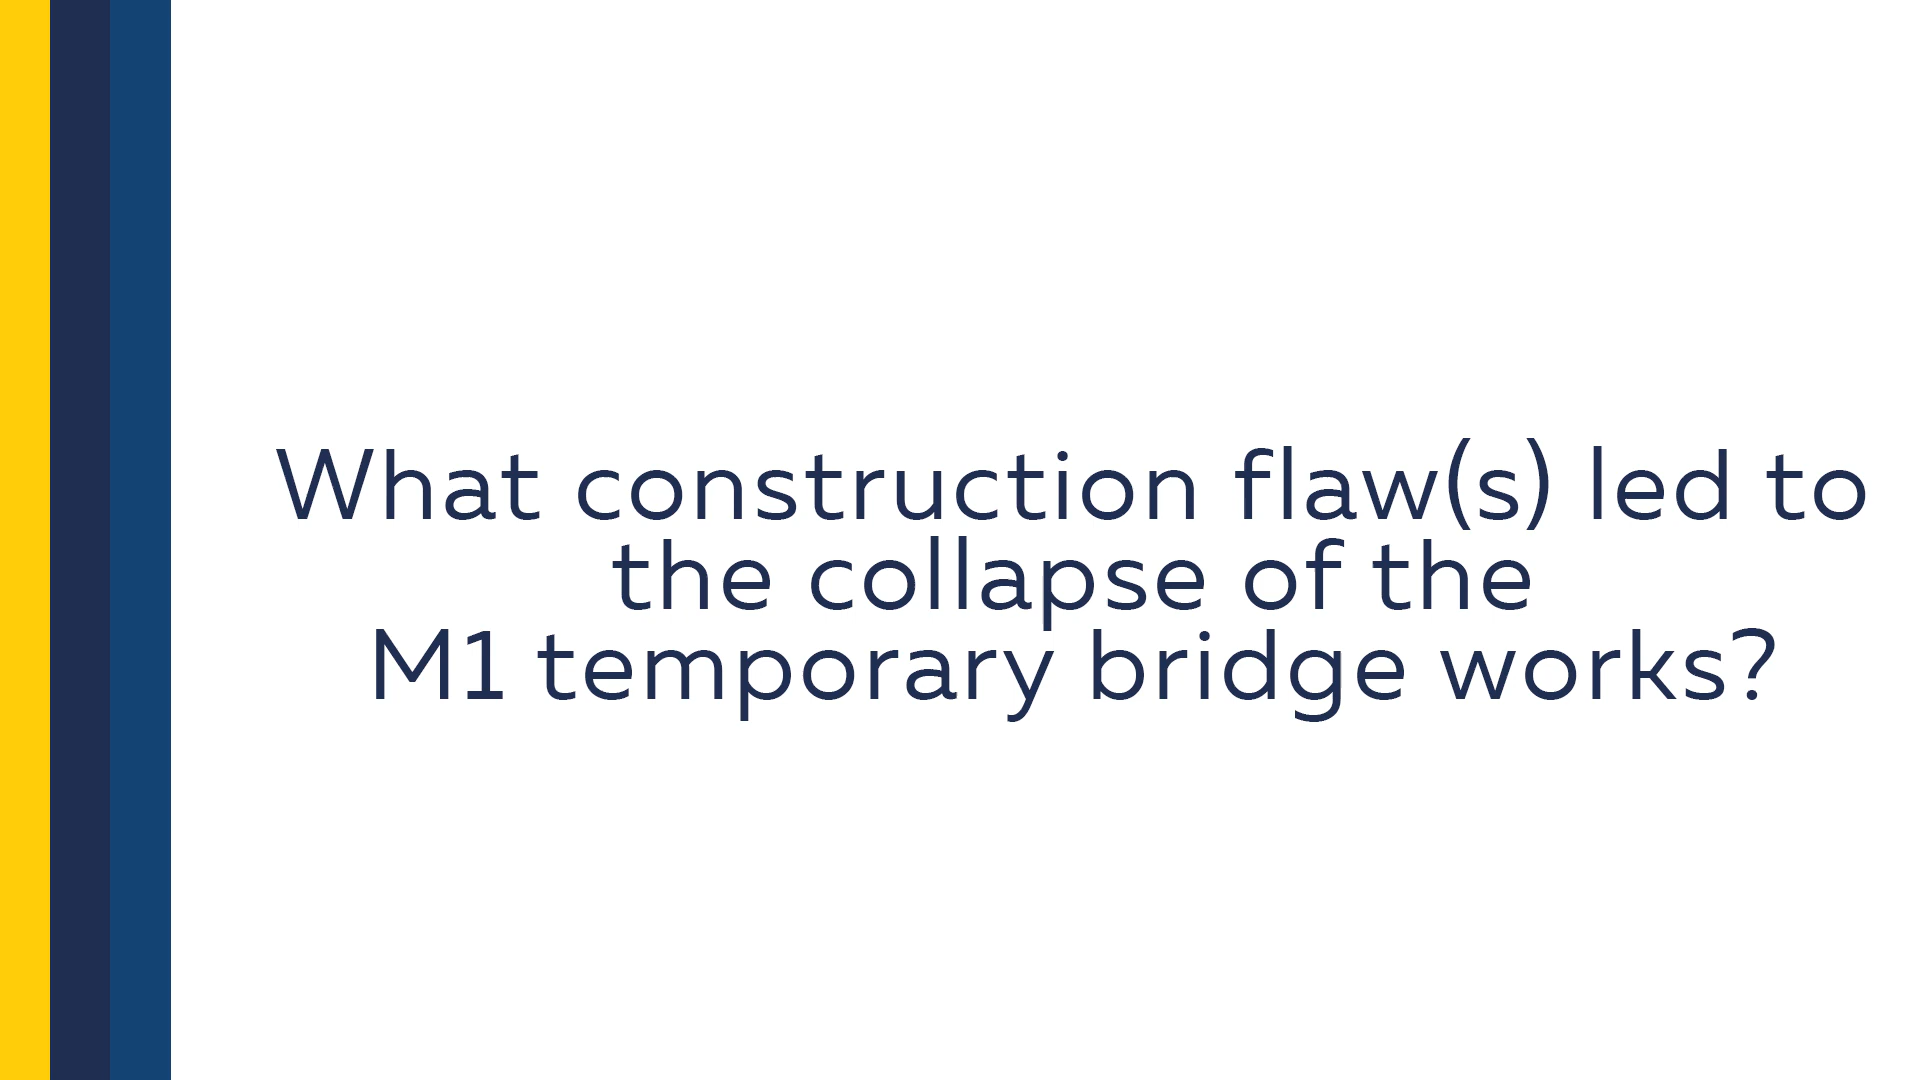 What construction flaw(s) led to
the collapse of the
M1 temporary bridge works?